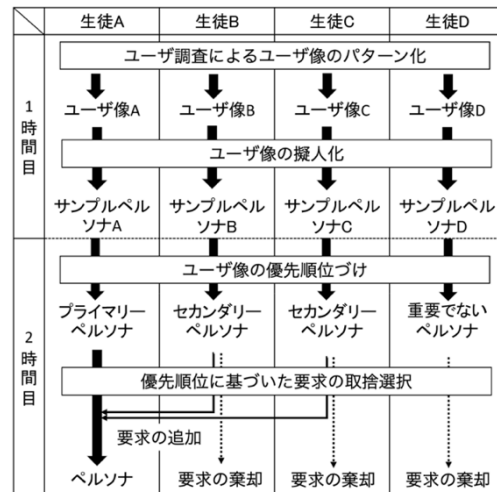 生徒A 生徒B 生徒C 生徒D
1時間目
ユーザ調査によるユーザ像のパターン化
ユーザ像A ユーザ像B ユーザ像C ユーザ像D
ユーザ像の擬人化
サンプルペル サンプルペル サンプルペル サンプルペル
ソナA ソナB ソナC ソナD
2時間目
ユーザ像の優先順位づけ
プライマリー セカンダリー セカンダリー 重要でない
ペルソナ ペルソナ ペルソナ ペルソナ
優先順位に基づいた要求の取捨選択
要求の追加
ペルソナ 要求の棄却 要求の棄却 要求の棄却